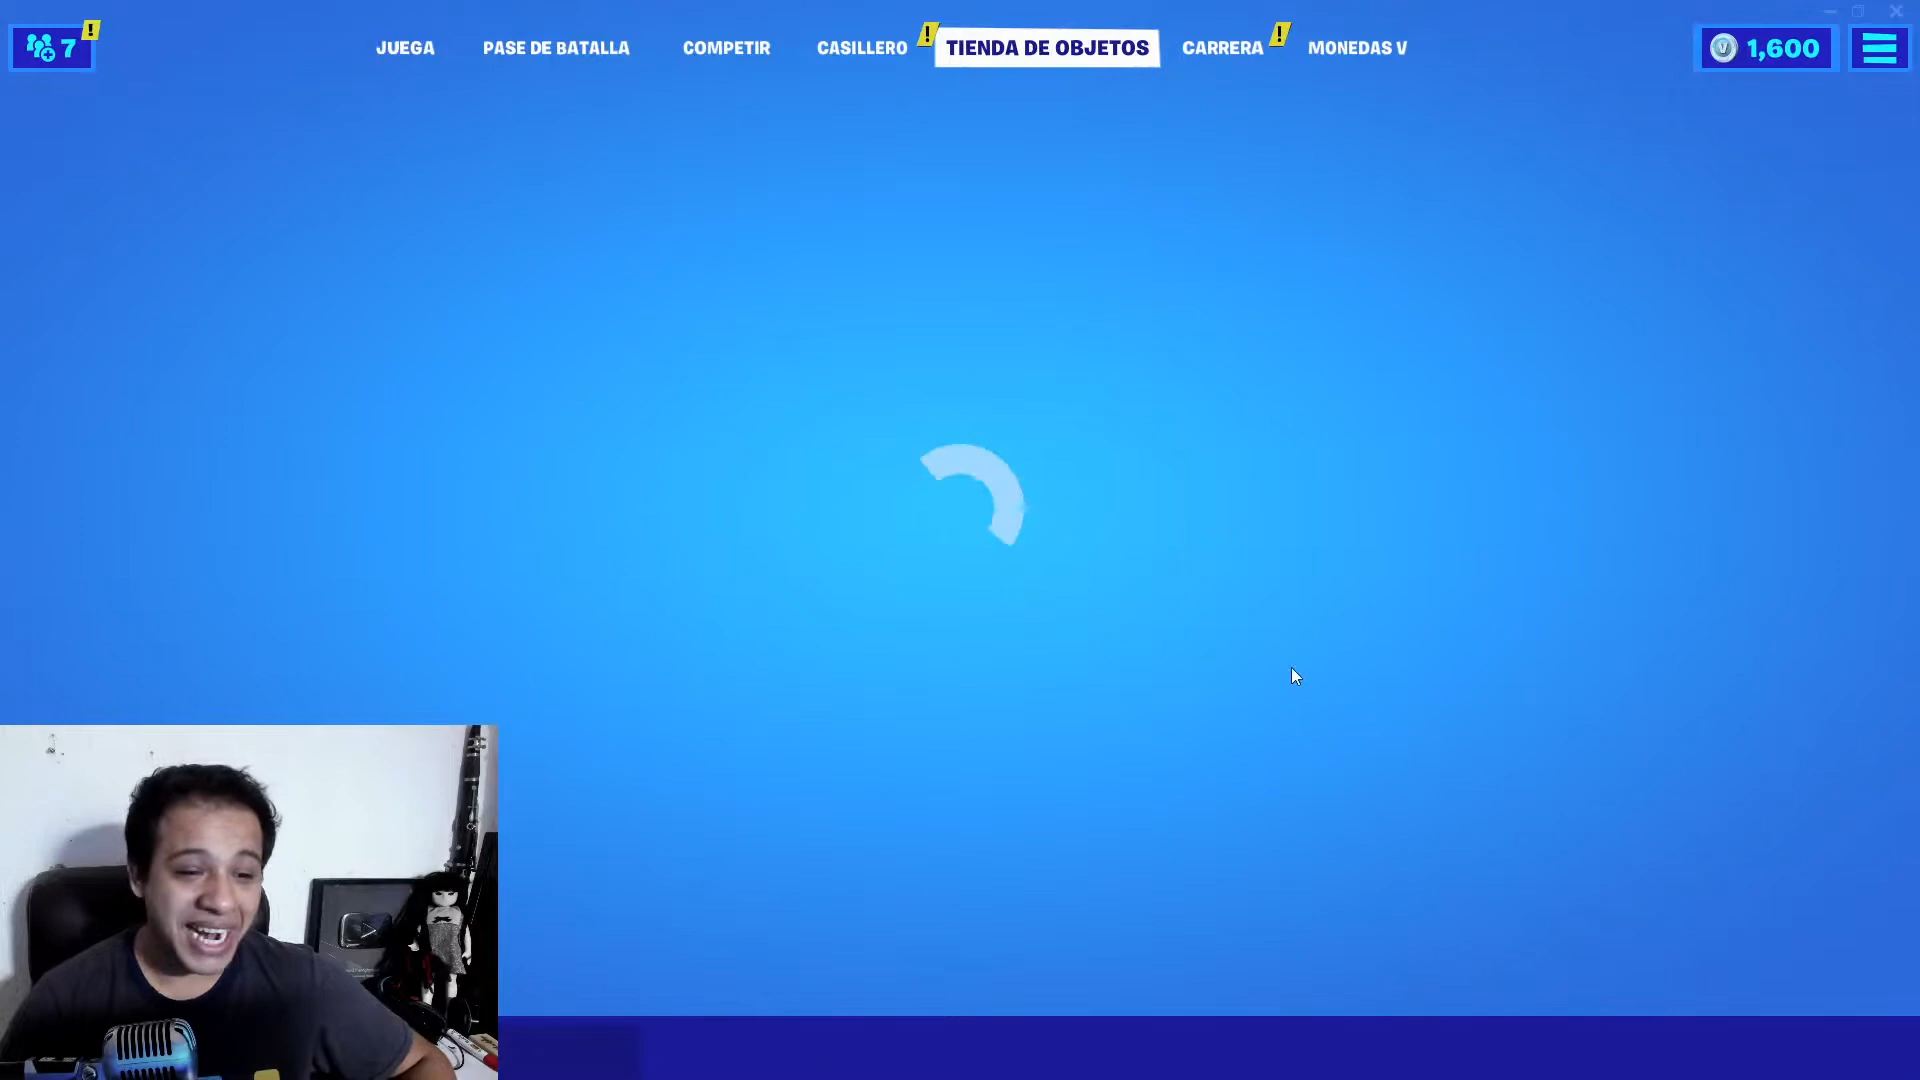 7 !
JUEGA PASE DE BATALLA COMPETIR CASILLERO ! TIENDA DE OBJETOS CARRERA ! MONEDAS V
V 1,600